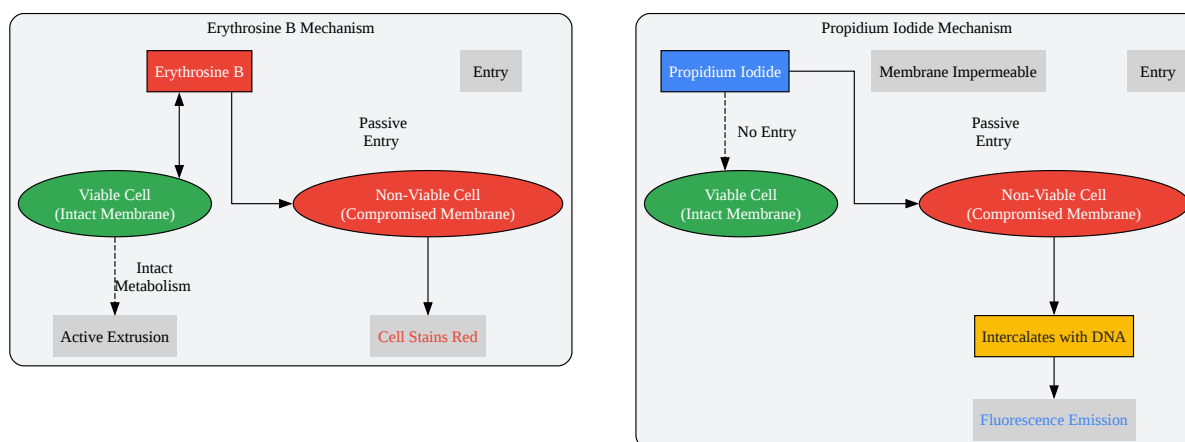 Erythrosine B Mechanism
Erythrosine B
Entry
Passive
Entry
Viable Cell
(Intact Membrane)
Non-Viable Cell
(Compromised Membrane)
Intact
Metabolism
Active Extrusion
Cell Stains Red
Propidium Iodide Mechanism
Propidium Iodide
Membrane Impermeable
Entry
No Entry
Passive
Entry
Viable Cell
(Intact Membrane)
Non-Viable Cell
(Compromised Membrane)
Intercalates with DNA
Fluorescence Emission